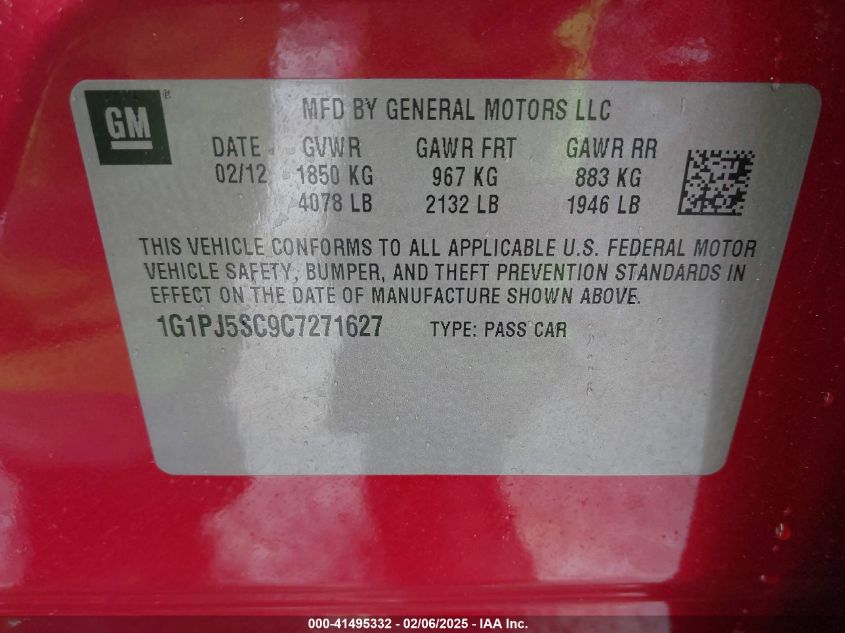 GM ®
MFD BY GENERAL MOTORS LLC
DATE GVWR GAWR FRT GAWR RR
02/12 1850 KG 967 KG 883 KG
4078 LB 2132 LB 1946 LB
THIS VEHICLE CONFORMS TO ALL APPLICABLE U.S. FEDERAL MOTOR
VEHICLE SAFETY, BUMPER, AND THEFT PREVENTION STANDARDS IN
EFFECT ON THE DATE OF MANUFACTURE SHOWN ABOVE.
1G1PJ5SC9C7271627 TYPE: PASS CAR
000-41495332 - 02/06/2025 - IAA Inc.